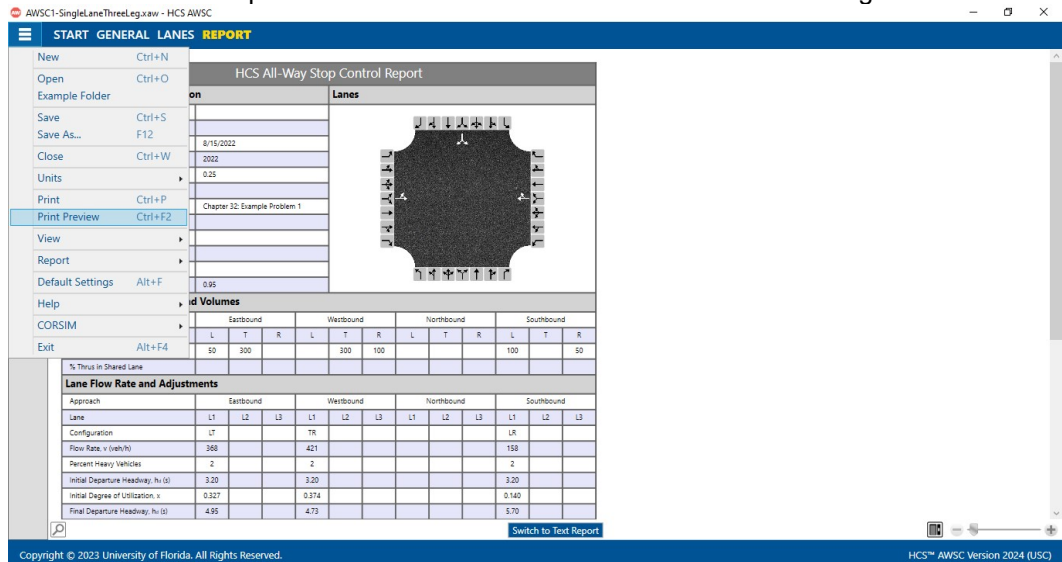 AWSC1-SingleLaneThreeLeg.xaw - HCS AWSC
START GENERAL LANES REPORT
New Ctrl+N
Open Ctrl+O
Example Folder
Save Ctrl+S
Save As... F12
Close Ctrl+W
Units
Print Ctrl+P
Print Preview Ctrl+F2
View
Report
Default Settings Alt+F
Help
CORSIM
Exit Alt+F4
HCS All-Way Stop Control Report
on Lanes
8/15/2022
2022
0.25
Chapter 32: Example Problem 1
0.95
d Volumes
Eastbound Westbound Northbound Southbound
L T R L T R L T R L T R
50 300 300 100 100 50
% Thrus in Shared Lane
Lane Flow Rate and Adjustments
Approach Eastbound Westbound Northbound Southbound
Lane L1 L2 L3 L1 L2 L3 L1 L2 L3 L1 L2 L3
Configuration LT TR LR
Flow Rate, v (veh/h) 368 421 158
Percent Heavy Vehicles 2 2 2
Initial Departure Headway, hd (s) 3.20 3.20 3.20
Initial Degree of Utilization, x 0.327 0.374 0.140
Final Departure Headway, hd (s) 4.95 4.73 5.70
Switch to Text Report
Copyright © 2023 University of Florida. All Rights Reserved. HCS™ AWSC Version 2024 (USC)